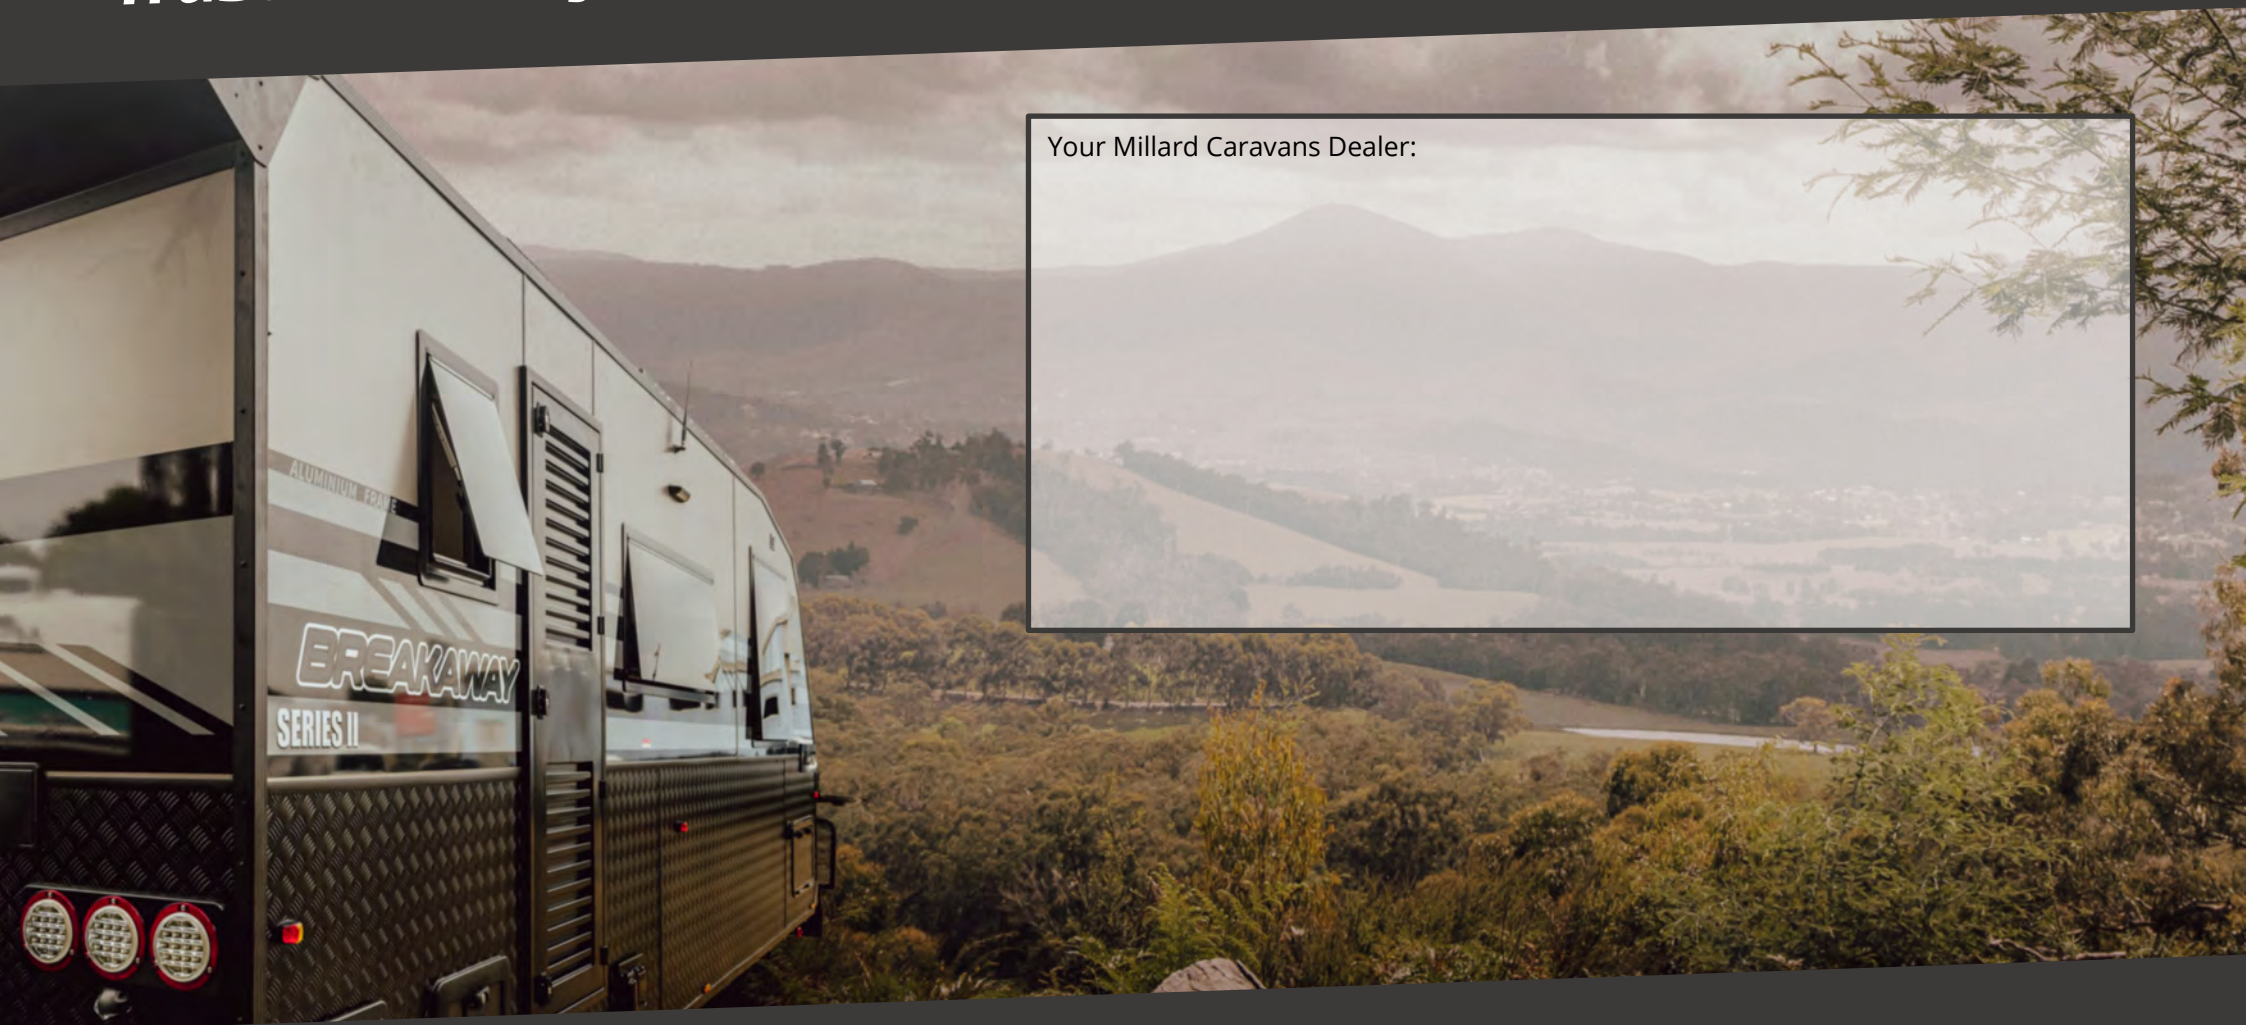 Your Millard Caravans Dealer:
ALUMINIUM FRAME
BREAKAWAY
SERIES II